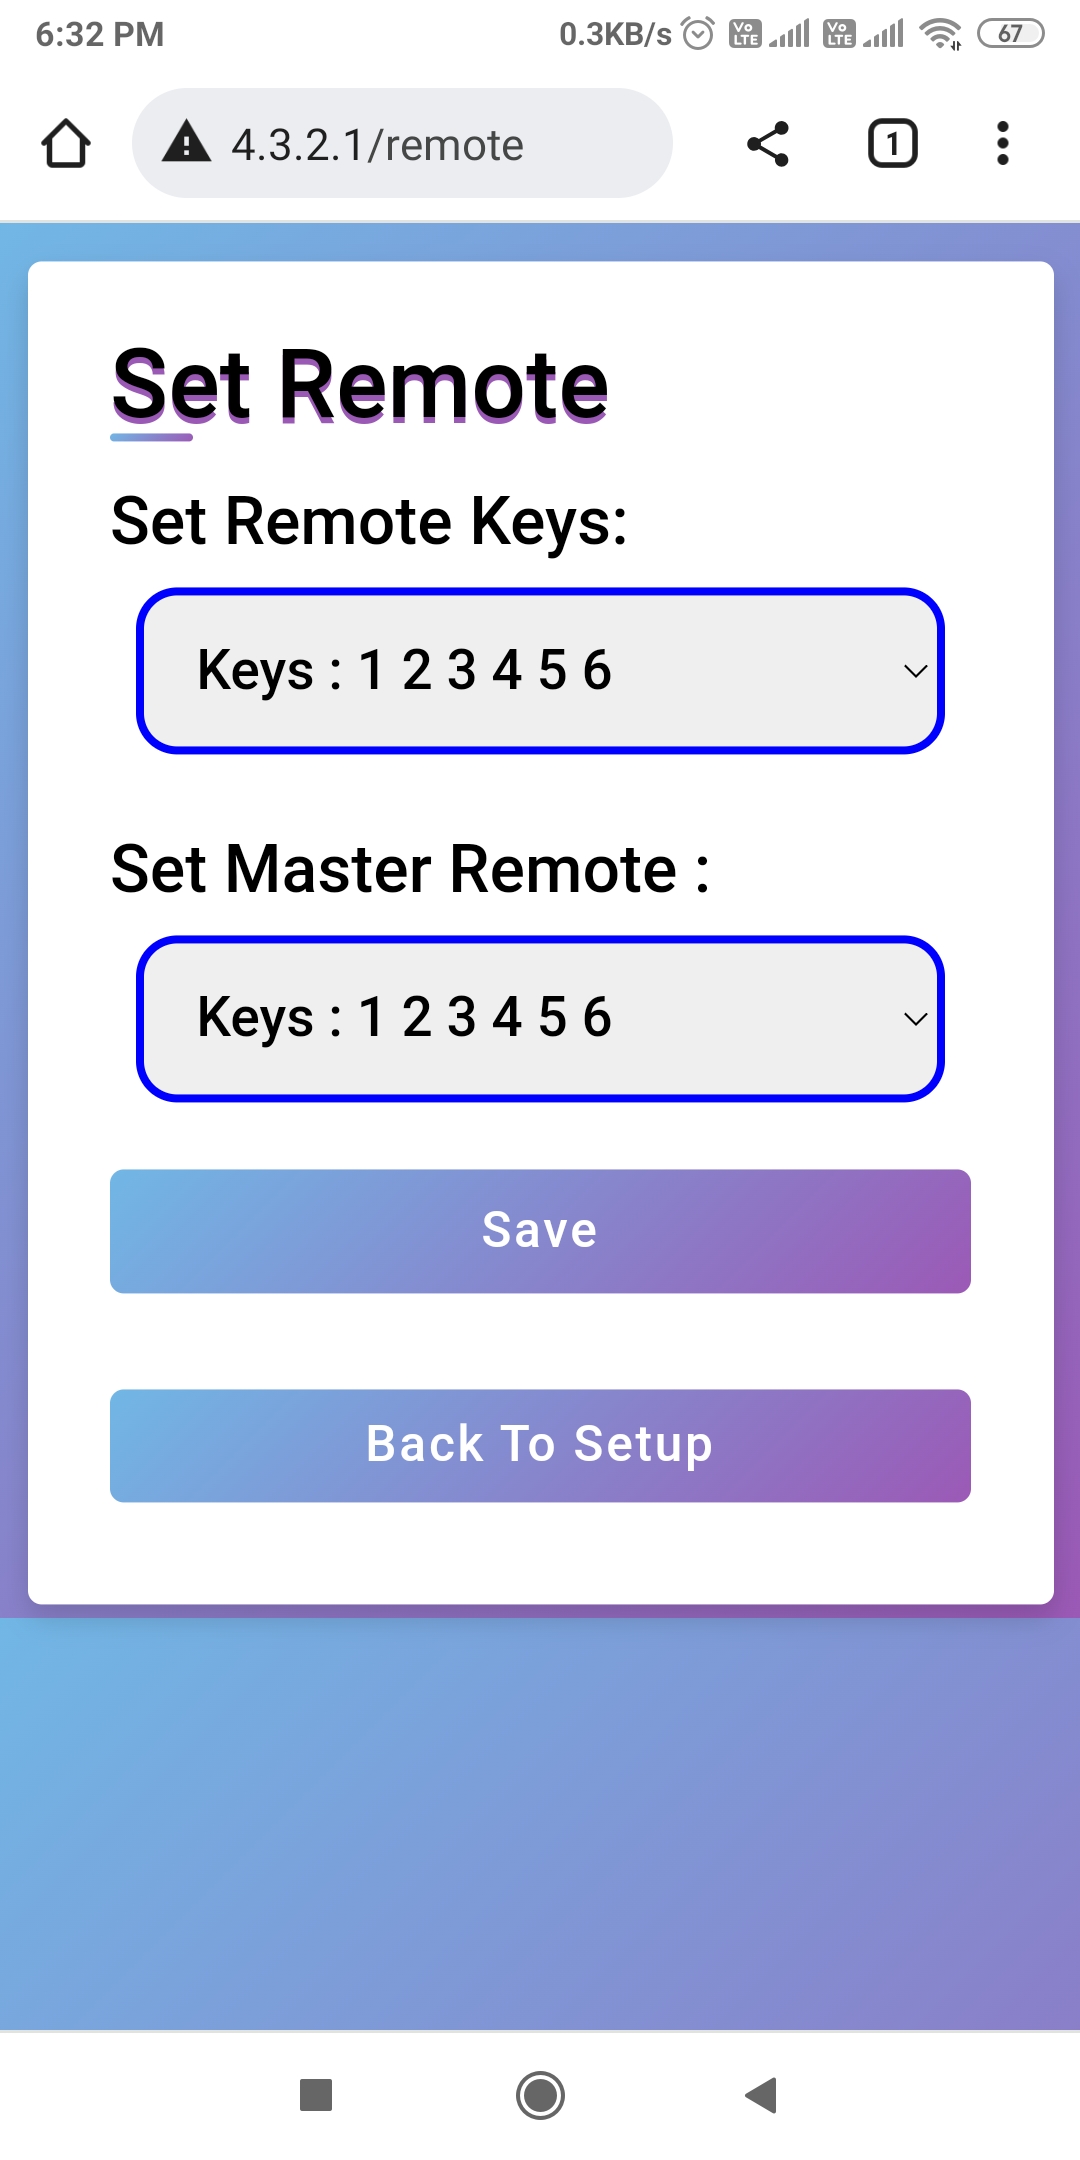 6:32 PM 0.3KB/s Vo LTE Vo LTE 67
4.3.2.1/remote 1
Set Remote
Set Remote Keys:
Keys : 1 2 3 4 5 6
Set Master Remote :
Keys : 1 2 3 4 5 6
Save
Back To Setup